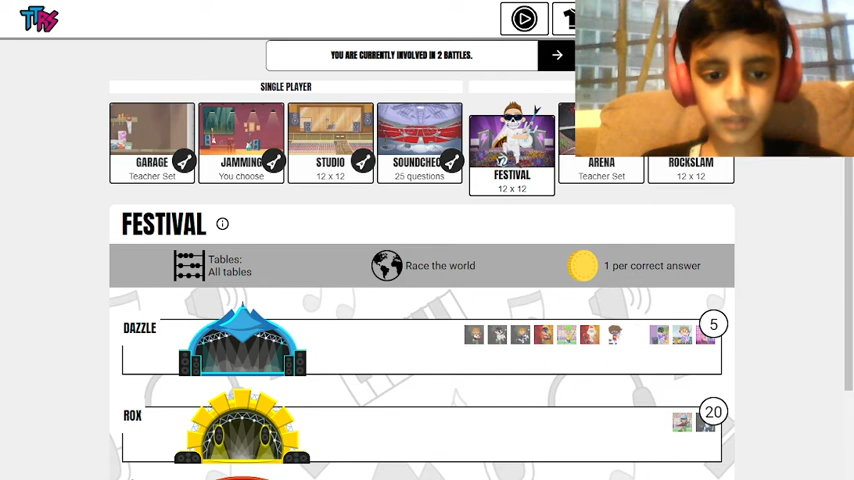 TTRS
YOU ARE CURRENTLY INVOLVED IN 2 BATTLES.
SINGLE PLAYER
GARAGE
Teacher Set
JAMMING
You choose
STUDIO
12 x 12
SOUNDCHEC
25 questions
FESTIVAL
12 x 12
ARENA
Teacher Set
ROCKSLAM
12 x 12
FESTIVAL
Tables:
All tables
Race the world
1 per correct answer
DAZZLE
5
ROX
20